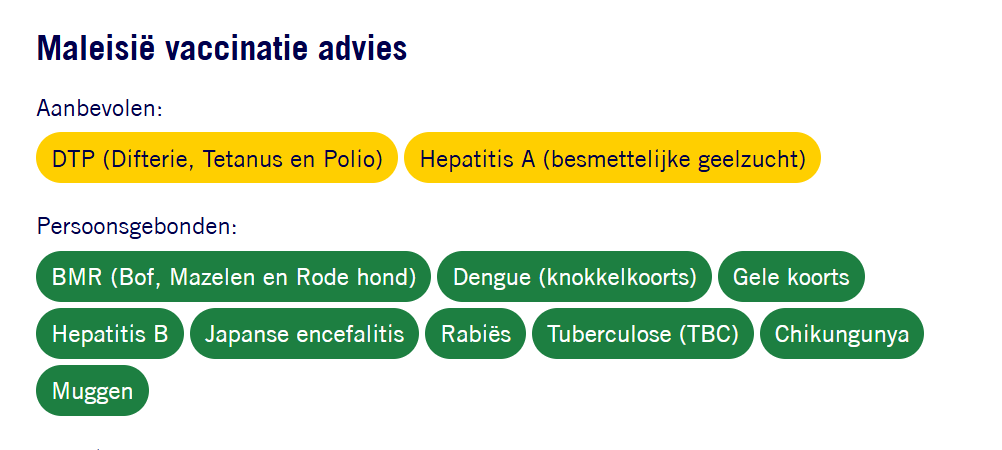 Maleisië vaccinatie advies
Aanbevolen:
DTP (Difterie, Tetanus en Polio) Hepatitis A (besmettelijke geelzucht)
Persoonsgebonden:
BMR (Bof, Mazelen en Rode hond) Dengue (knokkelkoorts) Gele koorts
Hepatitis B Japanse encefalitis Rabiës Tuberculose (TBC) Chikungunya
Muggen